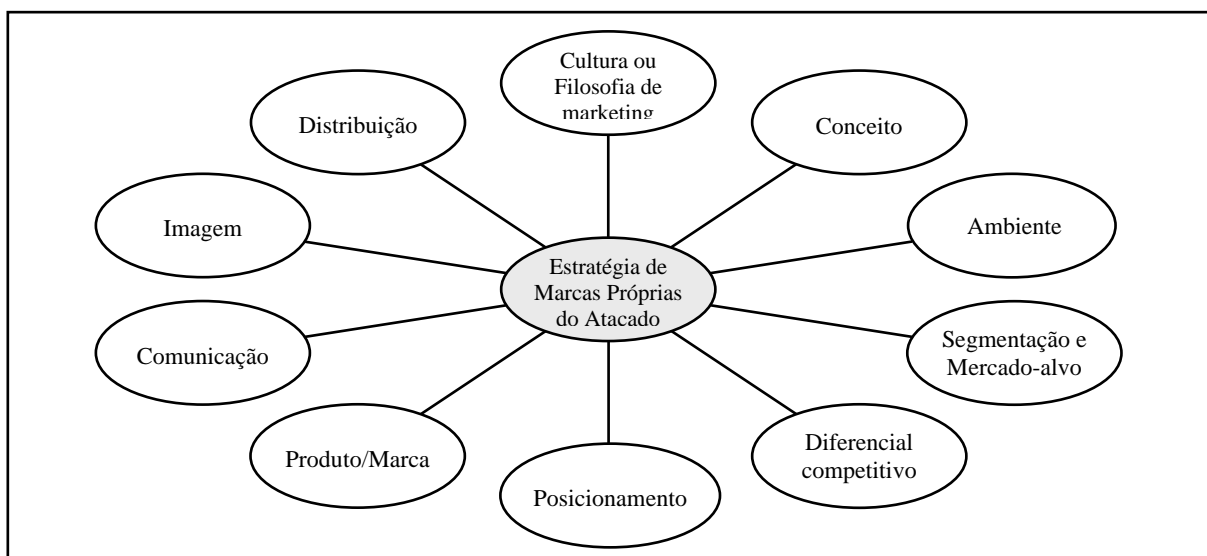 Cultura ou
Filosofia de
marketing
Distribuição
Conceito
Imagem
Ambiente
Estratégia de
Marcas Próprias
do Atacado
Comunicação
Segmentação e
Mercado-alvo
Produto/Marca
Diferencial
competitivo
Posicionamento